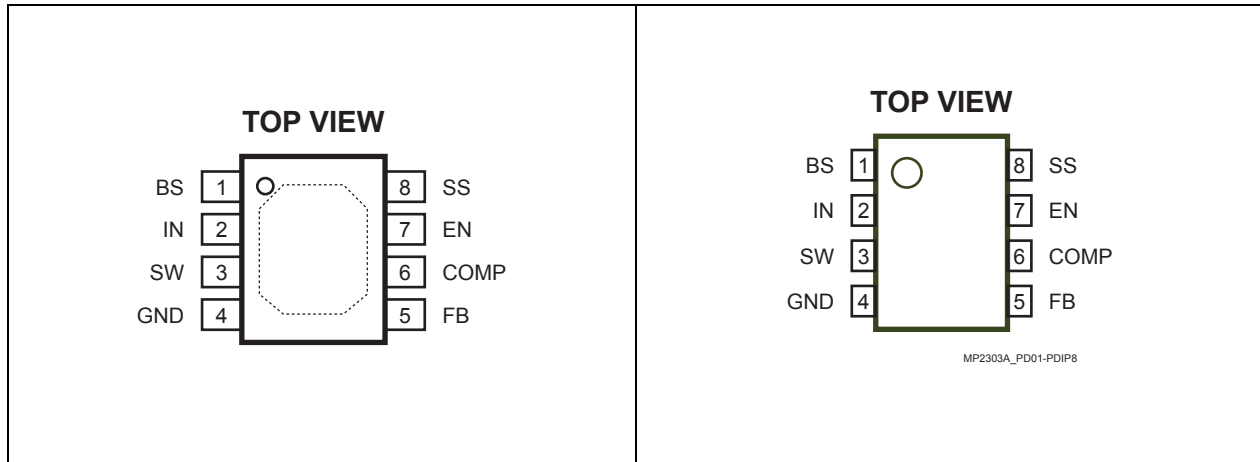 TOP VIEW
BS 1 8 SS
IN 2 7 EN
SW 3 6 COMP
GND 4 5 FB
TOP VIEW
BS 1 8 SS
IN 2 7 EN
SW 3 6 COMP
GND 4 5 FB
MP2303A_PD01-PDIP8